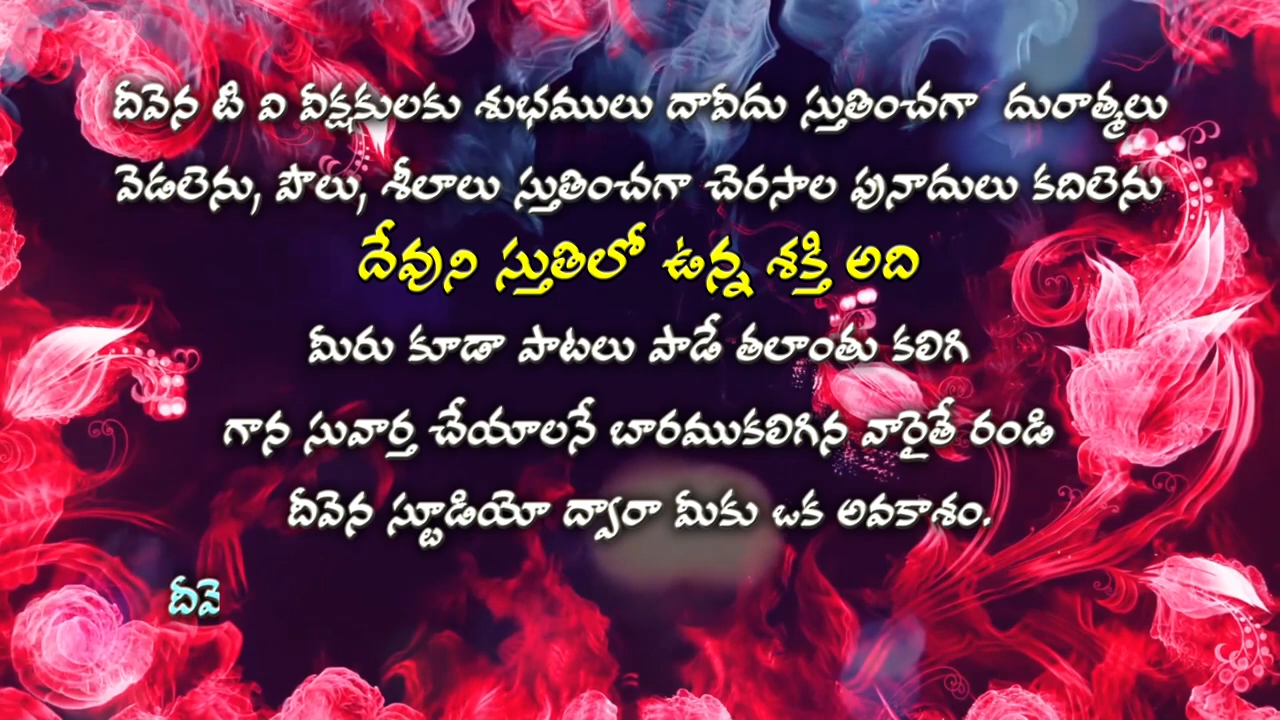 దీవెన టి వి వీక్షకులకు శుభములు దావీదు స్తుతించగా దురాత్మలు
వెడలెను, పౌలు, శీలాలు స్తుతించగా చెరసాల పునాదులు కదిలెను
దేవుని స్తుతిలో ఉన్న శక్తి అది
మీరు కూడా పాటలు పాడే తలాంతు కలిగి
గాన సువార్త చేయాలనే బారముకలిగిన వారైతే రండి
దీవెన స్టూడియో ద్వారా మీకు ఒక అవకాశం.
దీవె